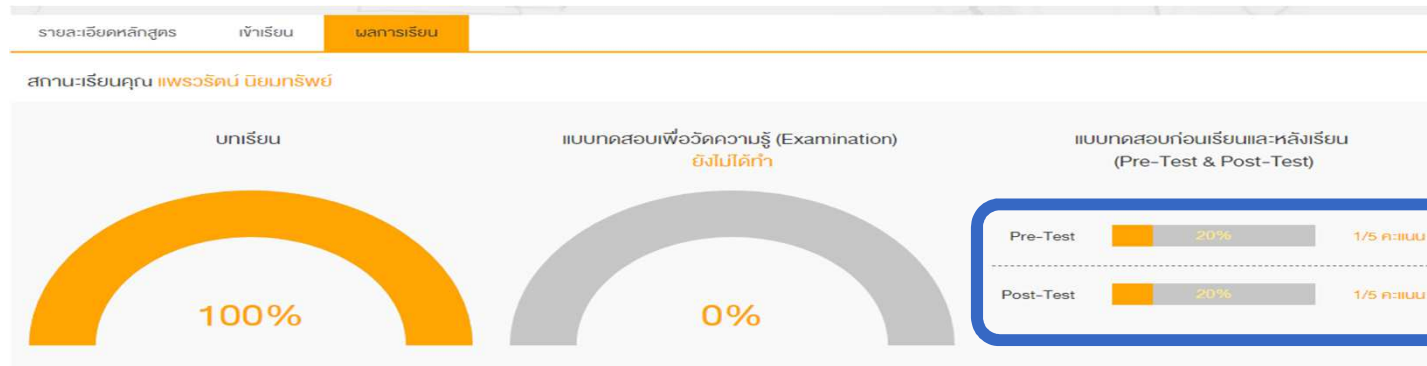 รายละเอียดหลักสูตร เข้าเรียน ผลการเรียน
สถานะเรียนคุณ แพรวรัตน์ นิยมทรัพย์
บทเรียน
100%
แบบทดสอบเพื่อวัดความรู้ (Examination)
ยังไม่ได้ทำ
0%
แบบทดสอบก่อนเรียนและหลังเรียน
(Pre-Test & Post-Test)
Pre-Test 20% 1/5 คะแนน
Post-Test 20% 1/5 คะแนน